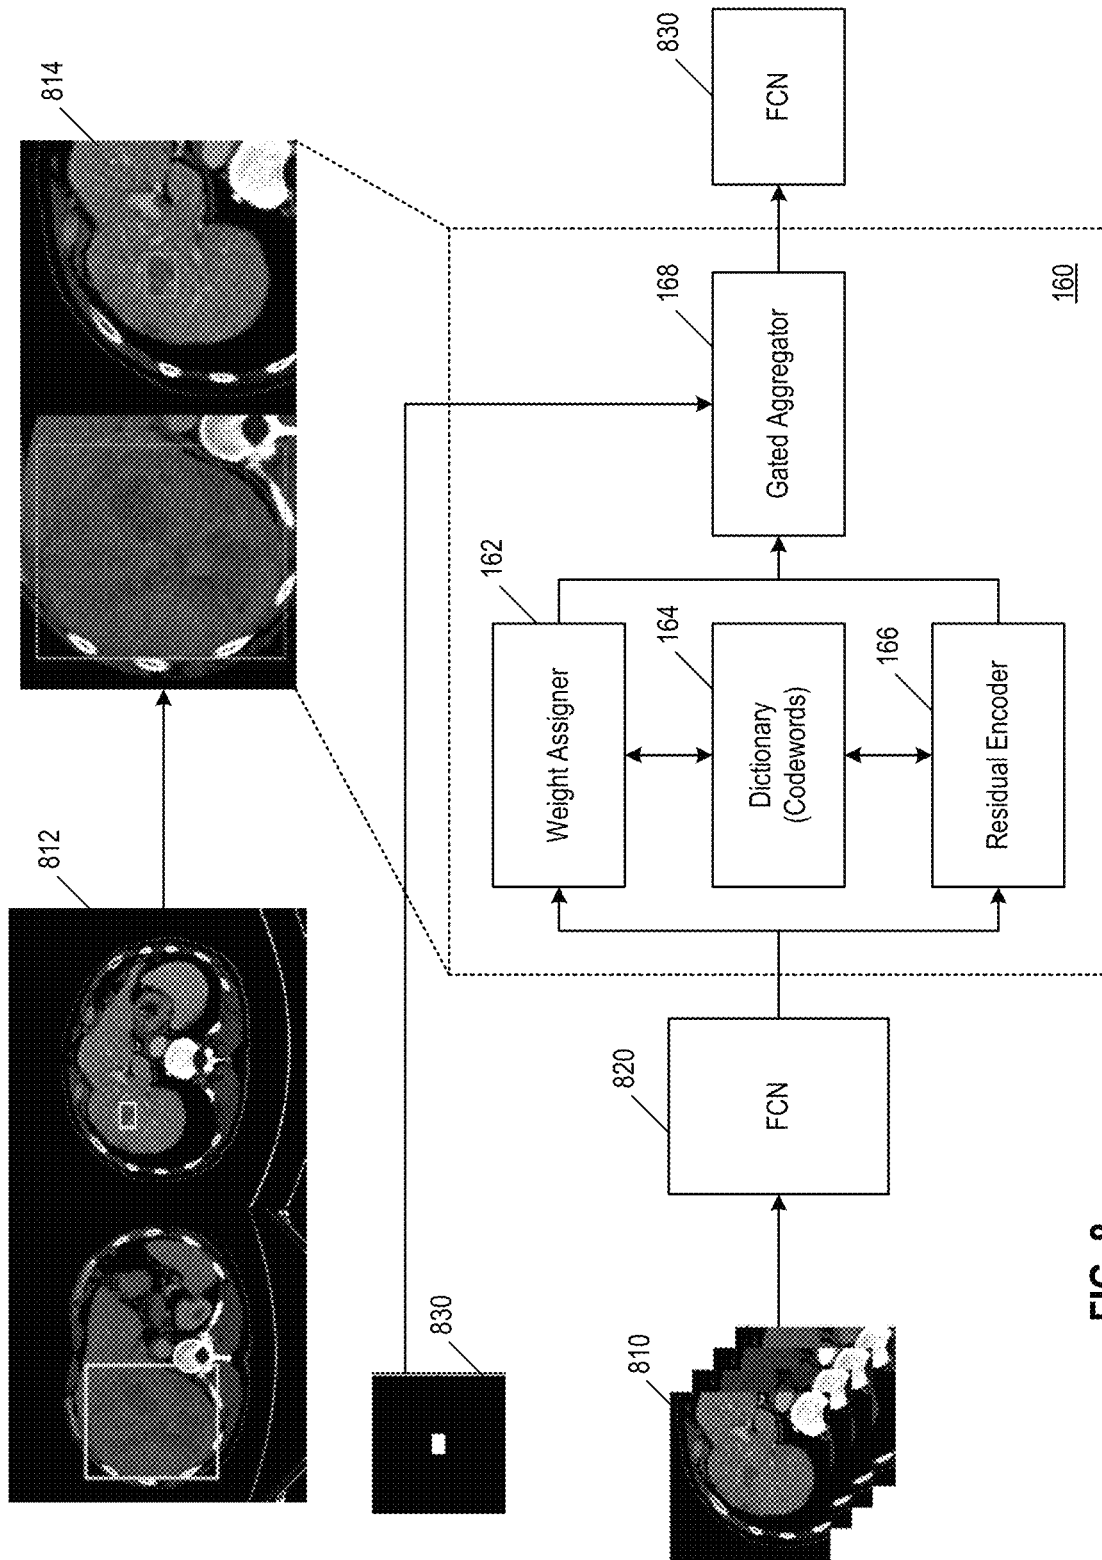 812
814
830
162
168
830
Weight Assigner
164
Dictionary
(Codewords)
Gated Aggregator
FCN
810
820
FCN
166
Residual Encoder
160
FIG. 8